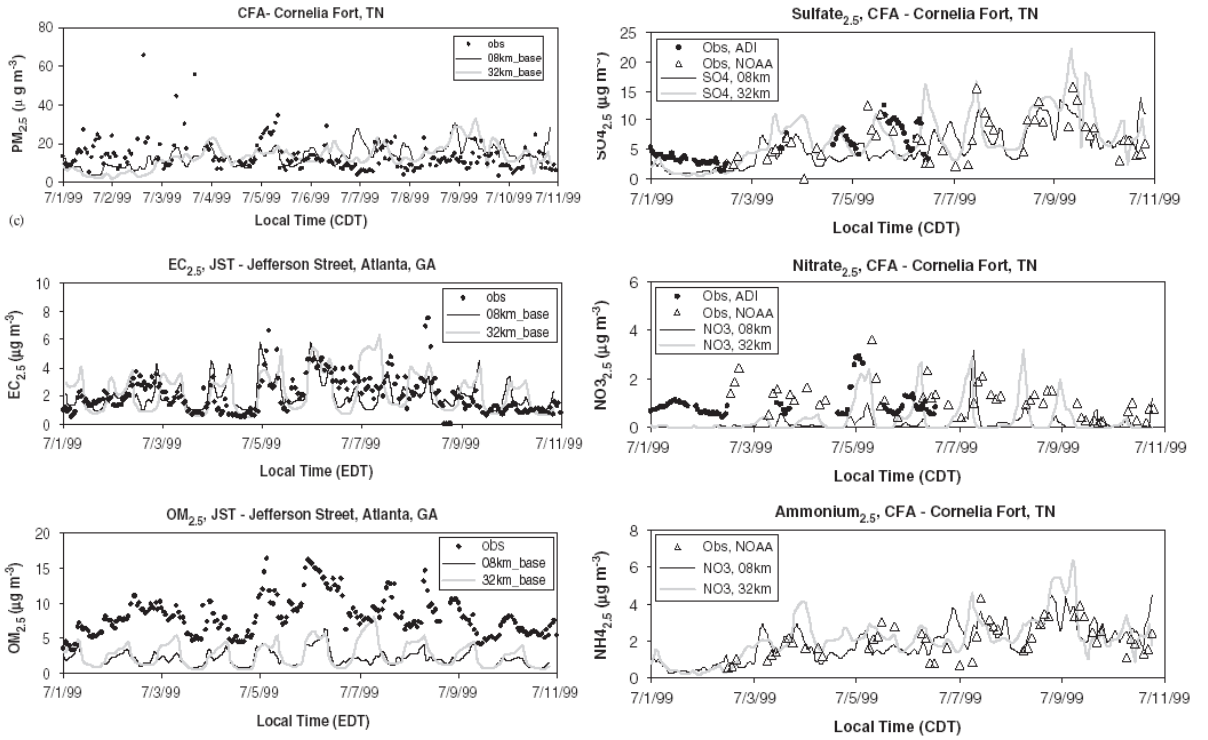 CFA- Cornelia Fort, TN
80
60
40
20
0
PM2.5 (μ g m-3)
obs
08km_base
32km_base
7/1/99 7/2/99 7/3/99 7/4/99 7/5/99 7/6/99 7/7/99 7/8/99 7/9/99 7/10/99 7/11/99
(c)
Local Time (CDT)
Sulfate2.5, CFA - Cornelia Fort, TN
25
20
15
10
5
0
SO42.5 (μg m-3)
Obs, ADI
Obs, NOAA
SO4, 08km
SO4, 32km
7/1/99 7/3/99 7/5/99 7/7/99 7/9/99 7/11/99
Local Time (CDT)
EC2.5, JST - Jefferson Street, Atlanta, GA
10
8
6
4
2
0
EC2.5 (μg m-3)
obs
08km_base
32km_base
7/1/99 7/3/99 7/5/99 7/7/99 7/9/99 7/11/99
Local Time (EDT)
Nitrate2.5, CFA - Cornelia Fort, TN
6
4
2
0
NO32.5 (μg m-3)
Obs, ADI
Obs, NOAA
NO3, 08km
NO3, 32km
7/1/99 7/3/99 7/5/99 7/7/99 7/9/99 7/11/99
Local Time (CDT)
OM2.5, JST - Jefferson Street, Atlanta, GA
20
15
10
5
0
OM2.5 (μg m-3)
obs
08km_base
32km_base
7/1/99 7/3/99 7/5/99 7/7/99 7/9/99 7/11/99
Local Time (EDT)
Ammonium2.5, CFA - Cornelia Fort, TN
8
6
4
2
0
NH42.5 (μg m-3)
Obs, NOAA
NO3, 08km
NO3, 32km
7/1/99 7/3/99 7/5/99 7/7/99 7/9/99 7/11/99
Local Time (CDT)